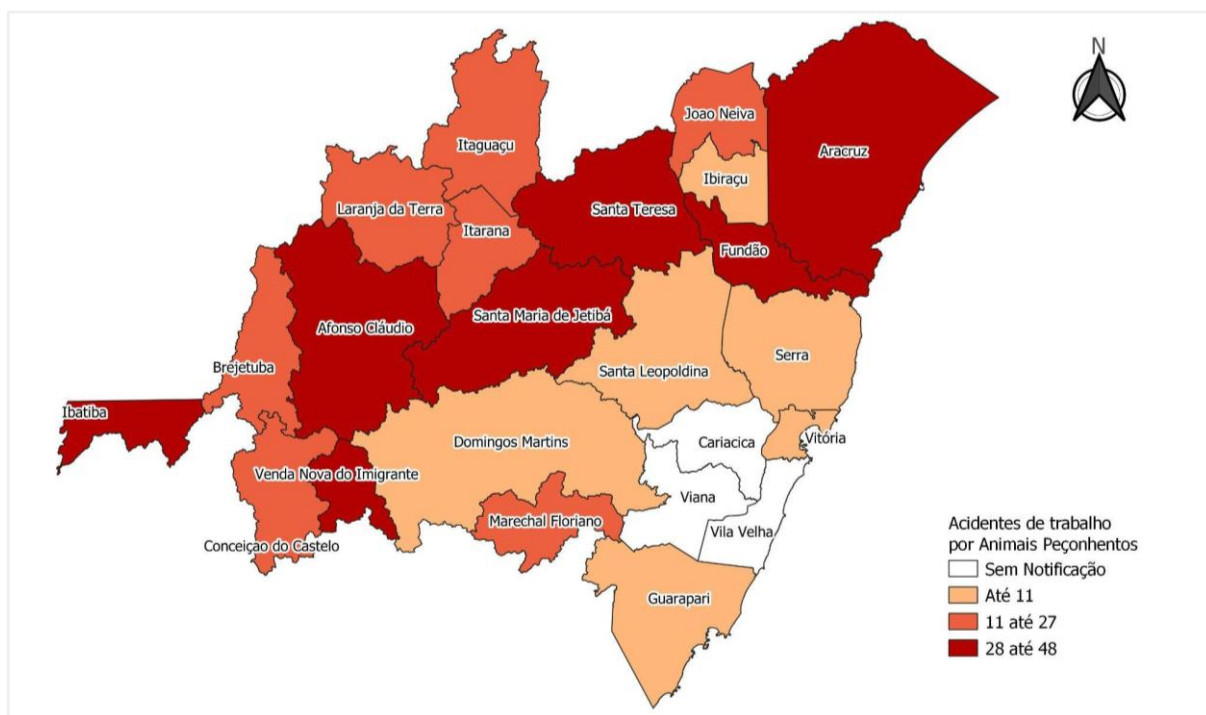 N
Joao Neiva
Itaguaçu
Aracruz
Ibiraçu
Laranja da Terra
Santa Teresa
Itarana
Fundão
Santa Maria de Jetibá
Afonso Cláudio
Serra
Brejetuba
Santa Leopoldina
Ibatiba
Vitória
Domingos Martins
Cariacica
Venda Nova do Imigrante
Viana
Marechal Floriano
Vila Velha
Conceiçao do Castelo
Guarapari
Acidentes de trabalho
por Animais Peçonhentos
Sem Notificação
Até 11
11 até 27
28 até 48